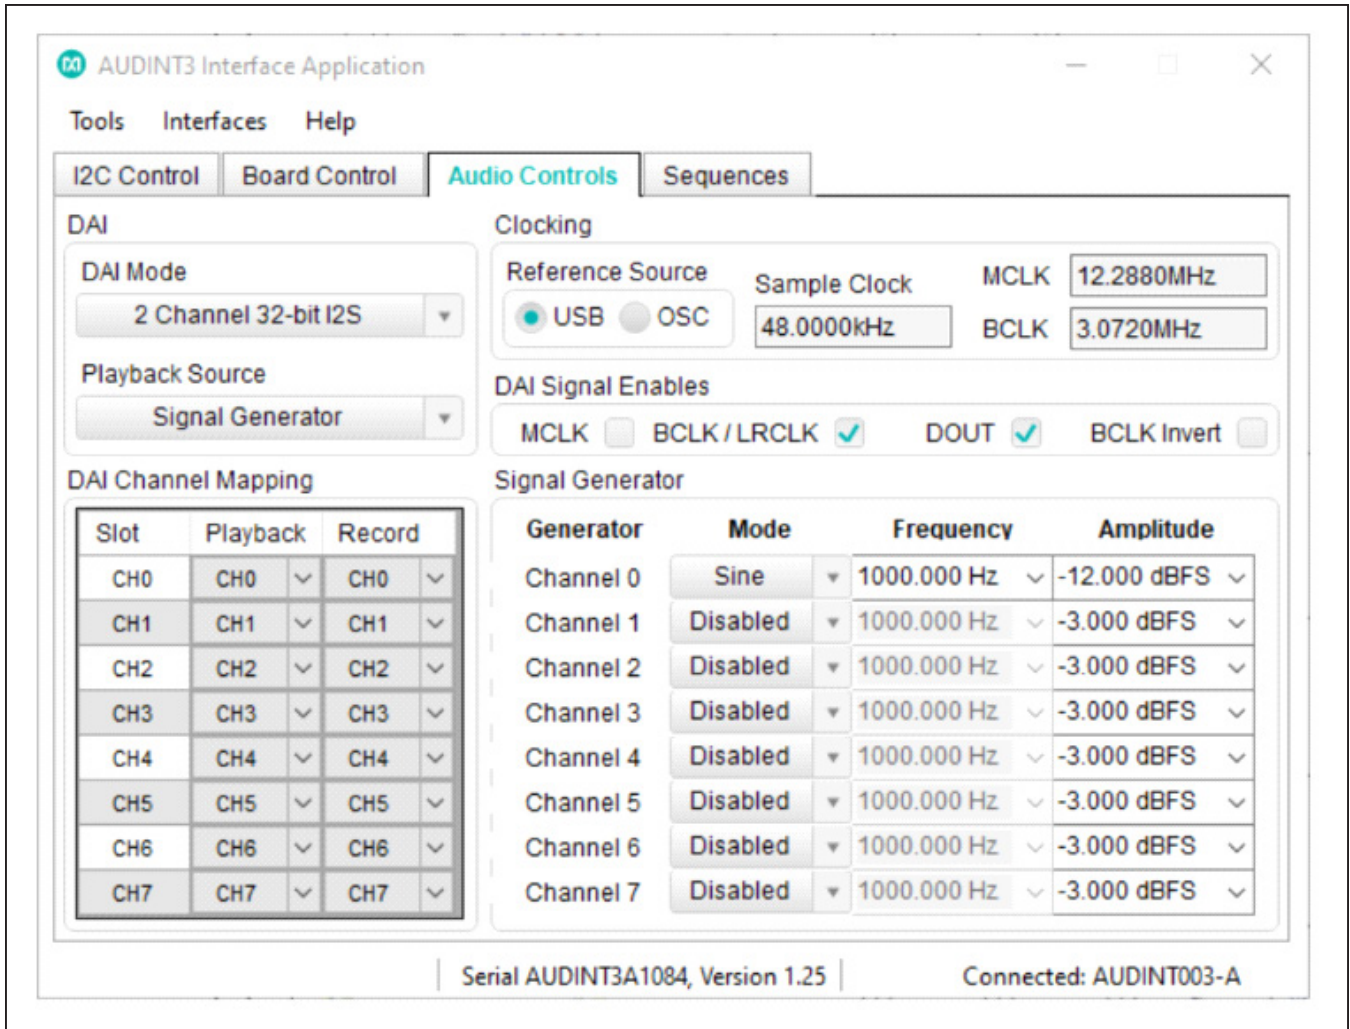 AUDINT3 Interface Application
Tools Interfaces Help
I2C Control Board Control Audio Controls Sequences
DAI
DAI Mode
2 Channel 32-bit I2S
Playback Source
Signal Generator
Clocking
Reference Source
USB OSC
Sample Clock
48.0000kHz
MCLK 12.2880MHz
BCLK 3.0720MHz
DAI Signal Enables
MCLK BCLK / LRCLK DOUT BCLK Invert
DAI Channel Mapping
Slot Playback Record
CH0 CH0 CH0
CH1 CH1 CH1
CH2 CH2 CH2
CH3 CH3 CH3
CH4 CH4 CH4
CH5 CH5 CH5
CH6 CH6 CH6
CH7 CH7 CH7
Signal Generator
Generator Mode Frequency Amplitude
Channel 0 Sine 1000.000 Hz -12.000 dBFS
Channel 1 Disabled 1000.000 Hz -3.000 dBFS
Channel 2 Disabled 1000.000 Hz -3.000 dBFS
Channel 3 Disabled 1000.000 Hz -3.000 dBFS
Channel 4 Disabled 1000.000 Hz -3.000 dBFS
Channel 5 Disabled 1000.000 Hz -3.000 dBFS
Channel 6 Disabled 1000.000 Hz -3.000 dBFS
Channel 7 Disabled 1000.000 Hz -3.000 dBFS
Serial AUDINT3A1084, Version 1.25 Connected: AUDINT003-A